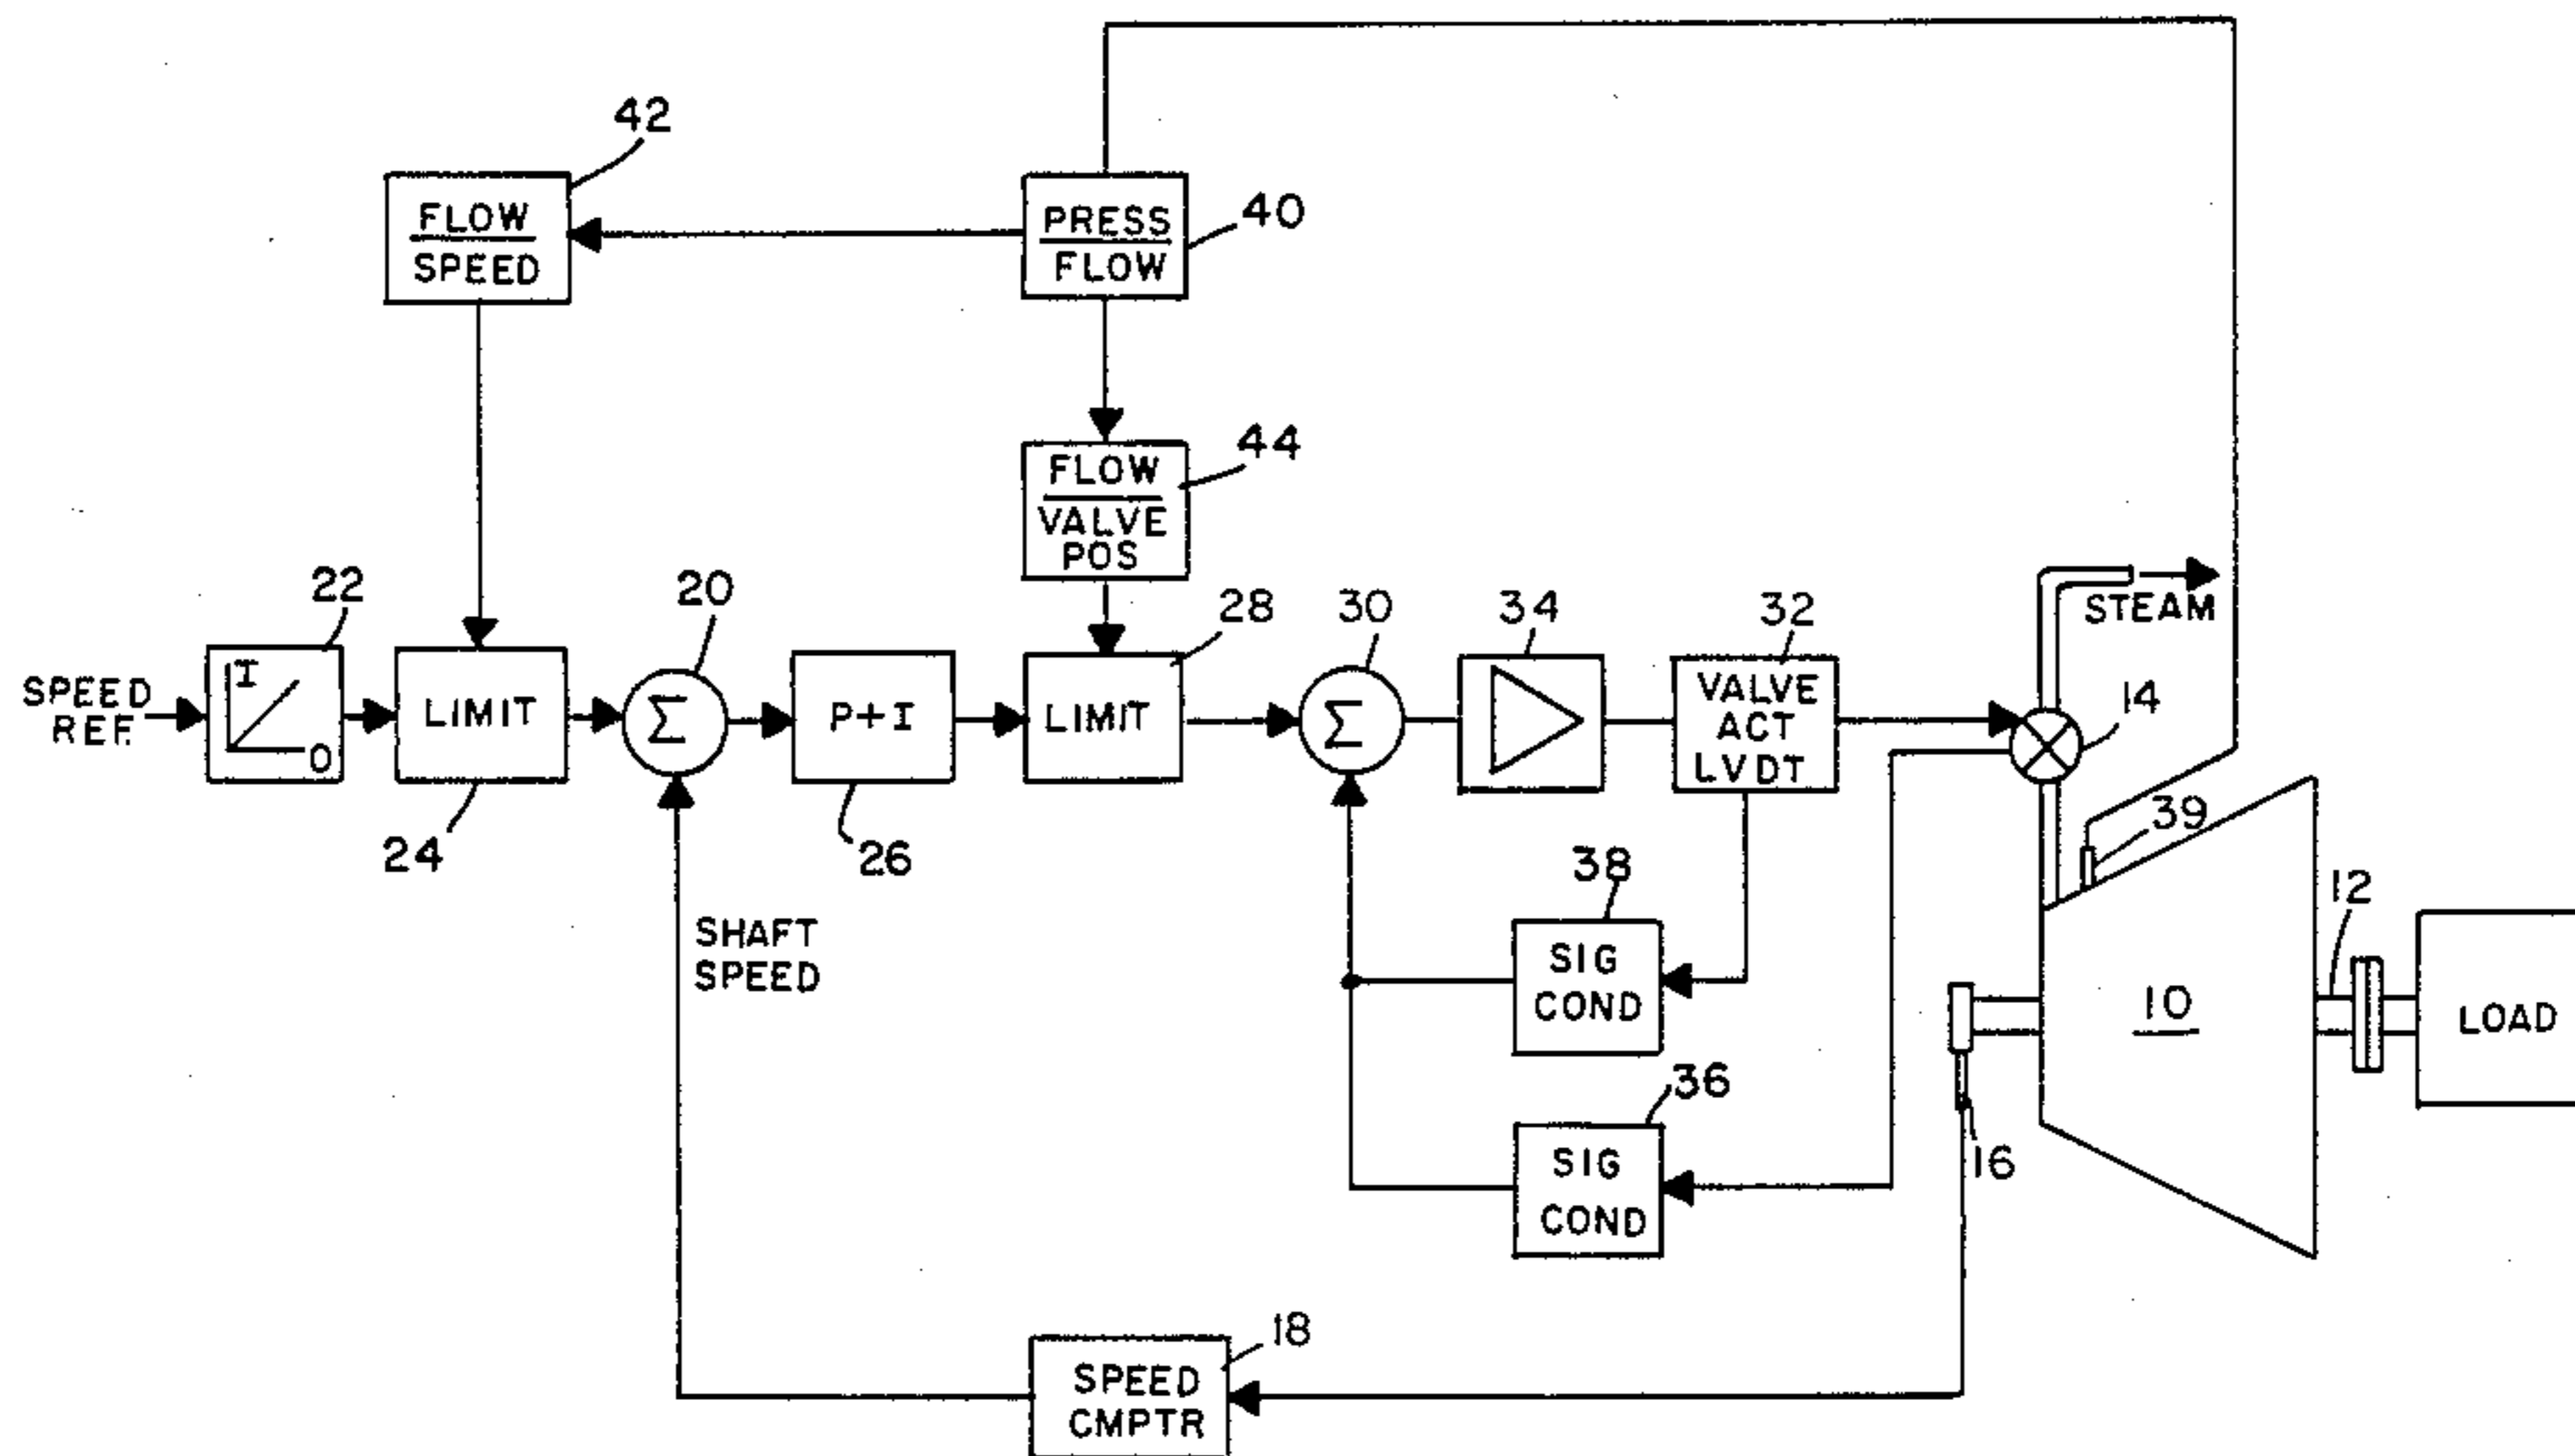 42
FLOW
SPEED
PRESS
FLOW
40
FLOW
VALVE
POS
44
SPEED
REF.
22
I
O
LIMIT
24
20
Σ
P+I
26
LIMIT
28
30
Σ
34
VALVE
ACT
LVDT
32
STEAM
14
39
12
10
LOAD
16
38
SIG
COND
36
SIG
COND
SHAFT
SPEED
18
SPEED
CMPTR